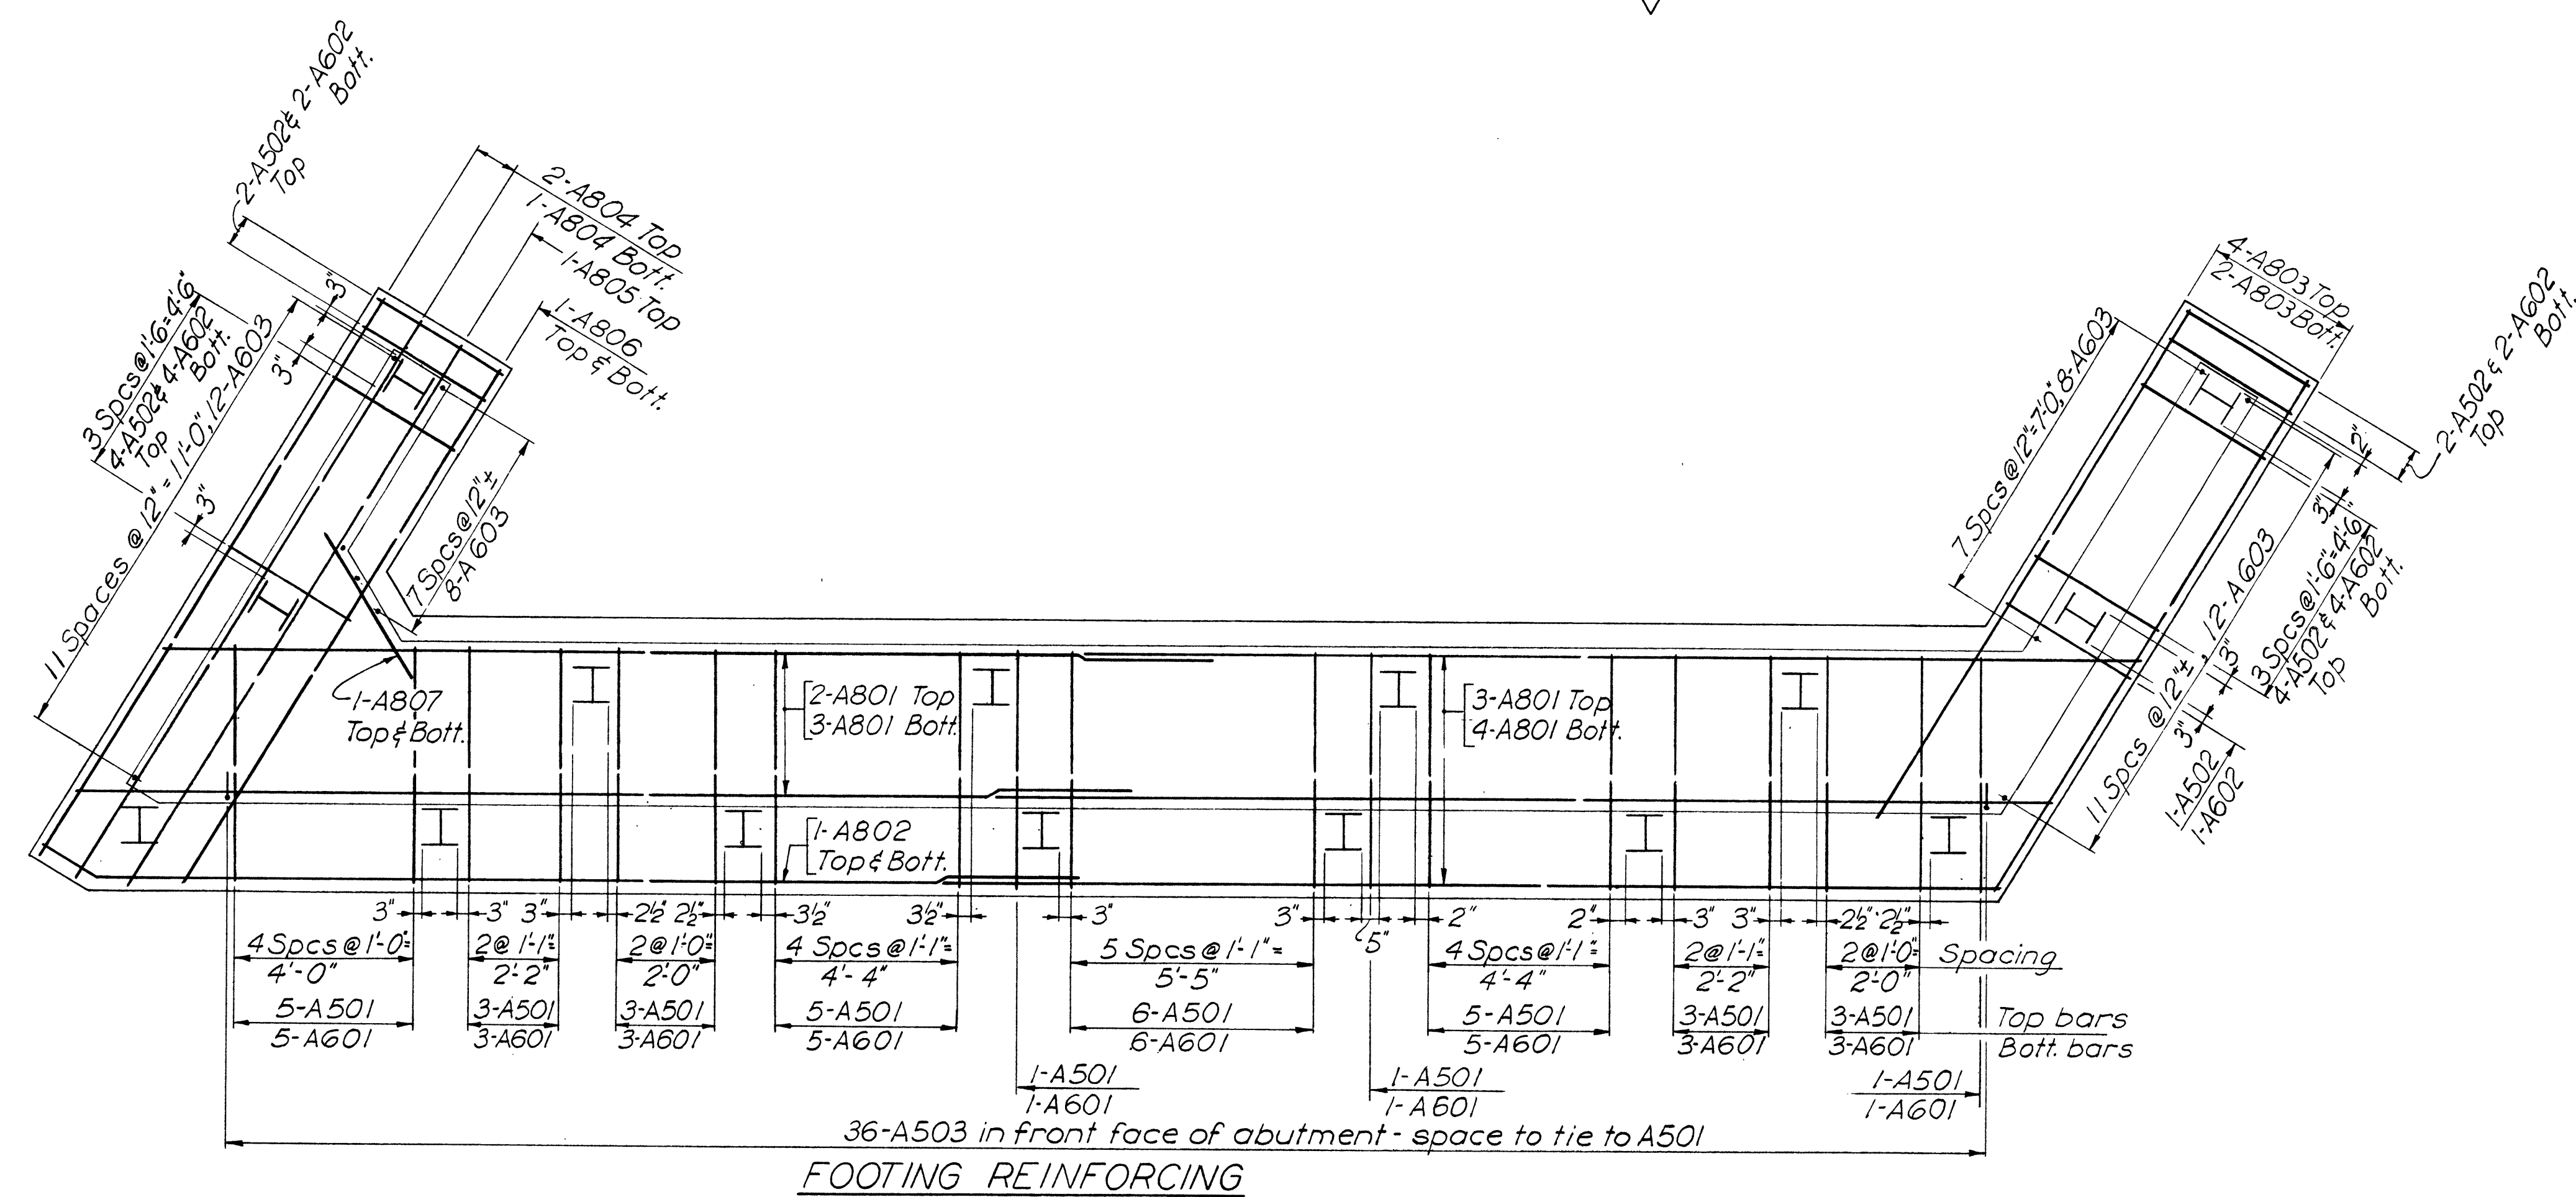 2-A502 & 2-A602
Top Bott.
2-A804 Top
1-A804 Bott.
1-A805 Top
1-A806
Top & Bott.
3"
3"
3 Spcs@1'-6=4'-6"
4-A502 & 4-A602
Top Bott.
11 Spaces @ 12" = 11'-0", 12-A603
3"
7 Spcs@12"±
8-A603
1-A807
Top & Bott.
2-A801 Top
3-A801 Bott.
1-A802
Top & Bott.
3-A801 Top
4-A801 Bott.
4-A803 Top
2-A803 Bott.
7 Spcs@12"=7'-0," 8-A603
2-A502 & 2-A602
Top Bott.
2"
3"
3 Spcs@1'-6"=4'-6"
4-A502 & 4-A602
Top Bott.
11 Spcs @ 12"±, 12-A603
3"
3"
1-A502
1-A602
3" 3" 3" 2½" 2½" 3½" 3½" 3" 3" 5" 2" 2" 3" 3" 2½" 2½"
4 Spcs@1'-0"= 2@1'-1"= 2@1'-0"= 4 Spcs@1'-1"= 5 Spcs@1'-1"= 4 Spcs@1'-1"= 2@1'-1"= 2@1'-0"= Spacing
4'-0" 2'-2" 2'-0" 4'-4" 5'-5" 4'-4" 2'-2" 2'-0"
5-A501 3-A501 3-A501 5-A501 6-A501 5-A501 3-A501 3-A501 Top bars
5-A601 3-A601 3-A601 5-A601 6-A601 5-A601 3-A601 3-A601 Bott. bars
1-A501 1-A501 1-A501
1-A601 1-A601 1-A601
36-A503 in front face of abutment - space to tie to A501
FOOTING REINFORCING